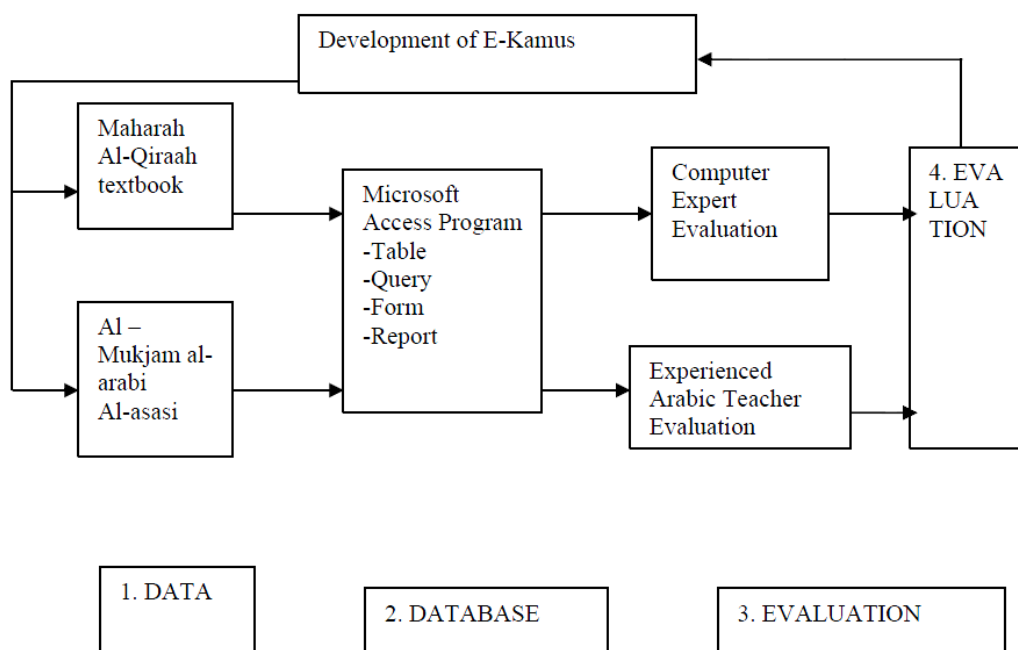 Development of E-Kamus
Maharah
Al-Qiraah
textbook
Al –
Mukjam al-
arabi
Al-asasi
Microsoft
Access Program
-Table
-Query
-Form
-Report
Computer
Expert
Evaluation
Experienced
Arabic Teacher
Evaluation
4. EVA
LUA
TION
1. DATA
2. DATABASE
3. EVALUATION